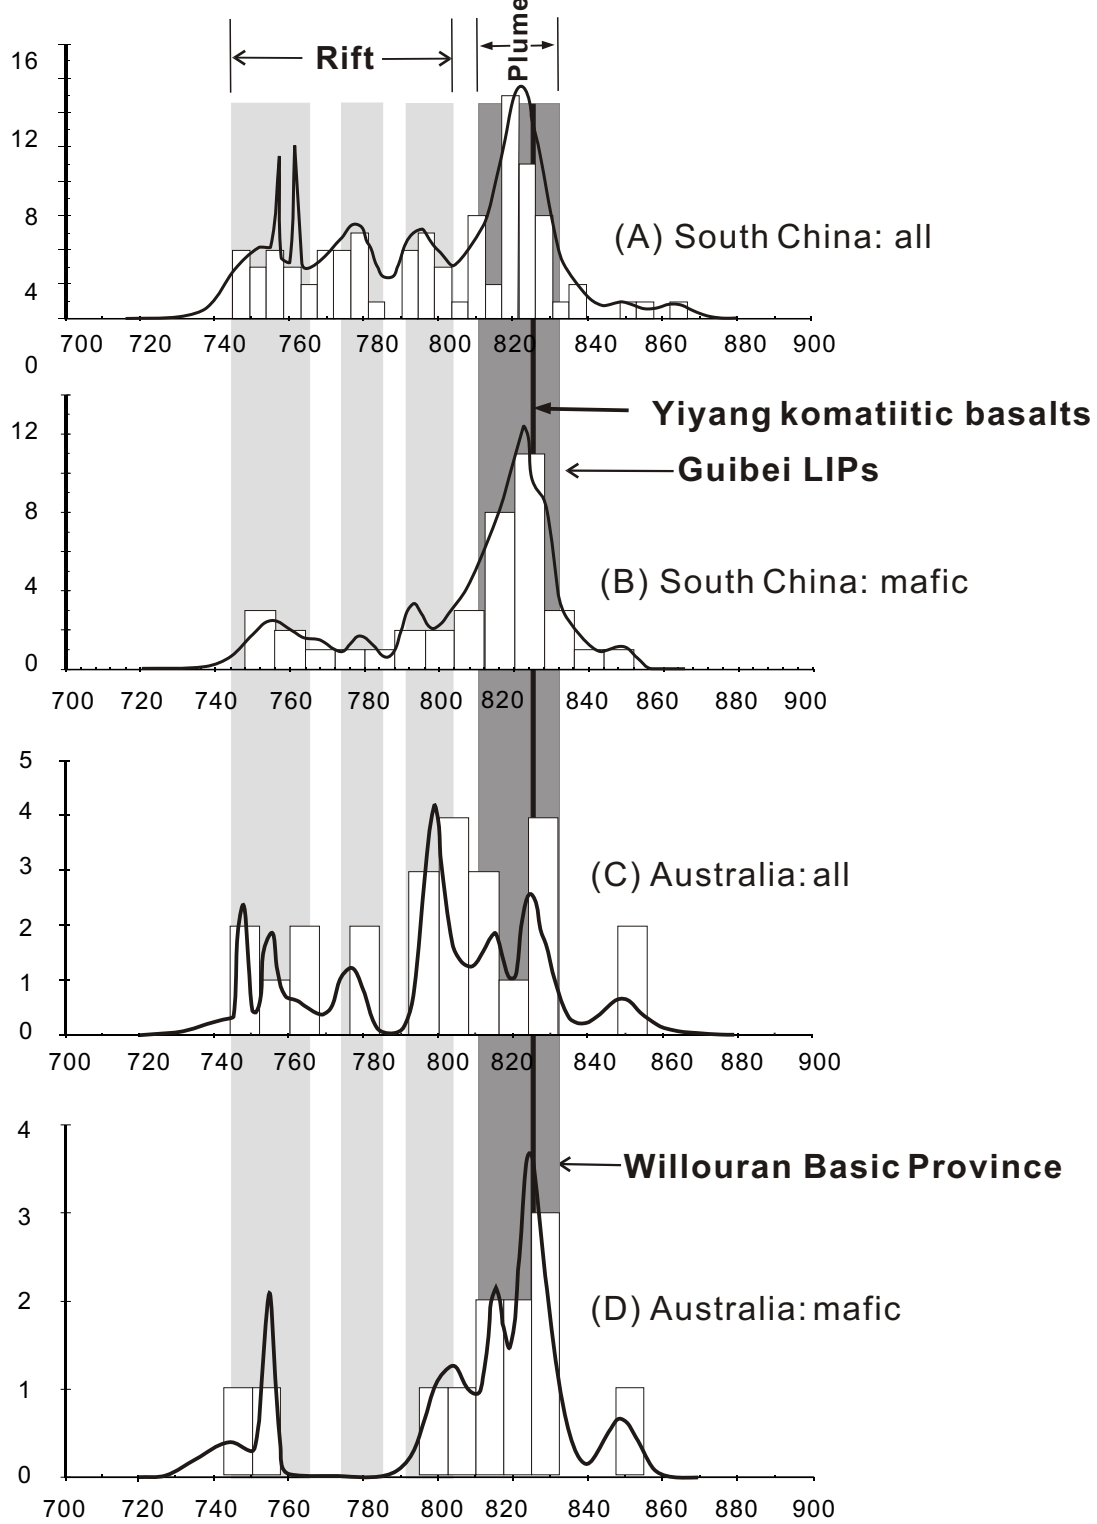 Plume
Rift
16
12
8
4
0
(A) South China: all
700 720 740 760 780 800 820 840 860 880 900
Yiyang komatiitic basalts
Guibei LIPs
12
8
4
0
(B) South China: mafic
700 720 740 760 780 800 820 840 860 880 900
5
4
3
2
1
0
(C) Australia: all
700 720 740 760 780 800 820 840 860 880 900
Willouran Basic Province
4
3
2
1
0
(D) Australia: mafic
700 720 740 760 780 800 820 840 860 880 900